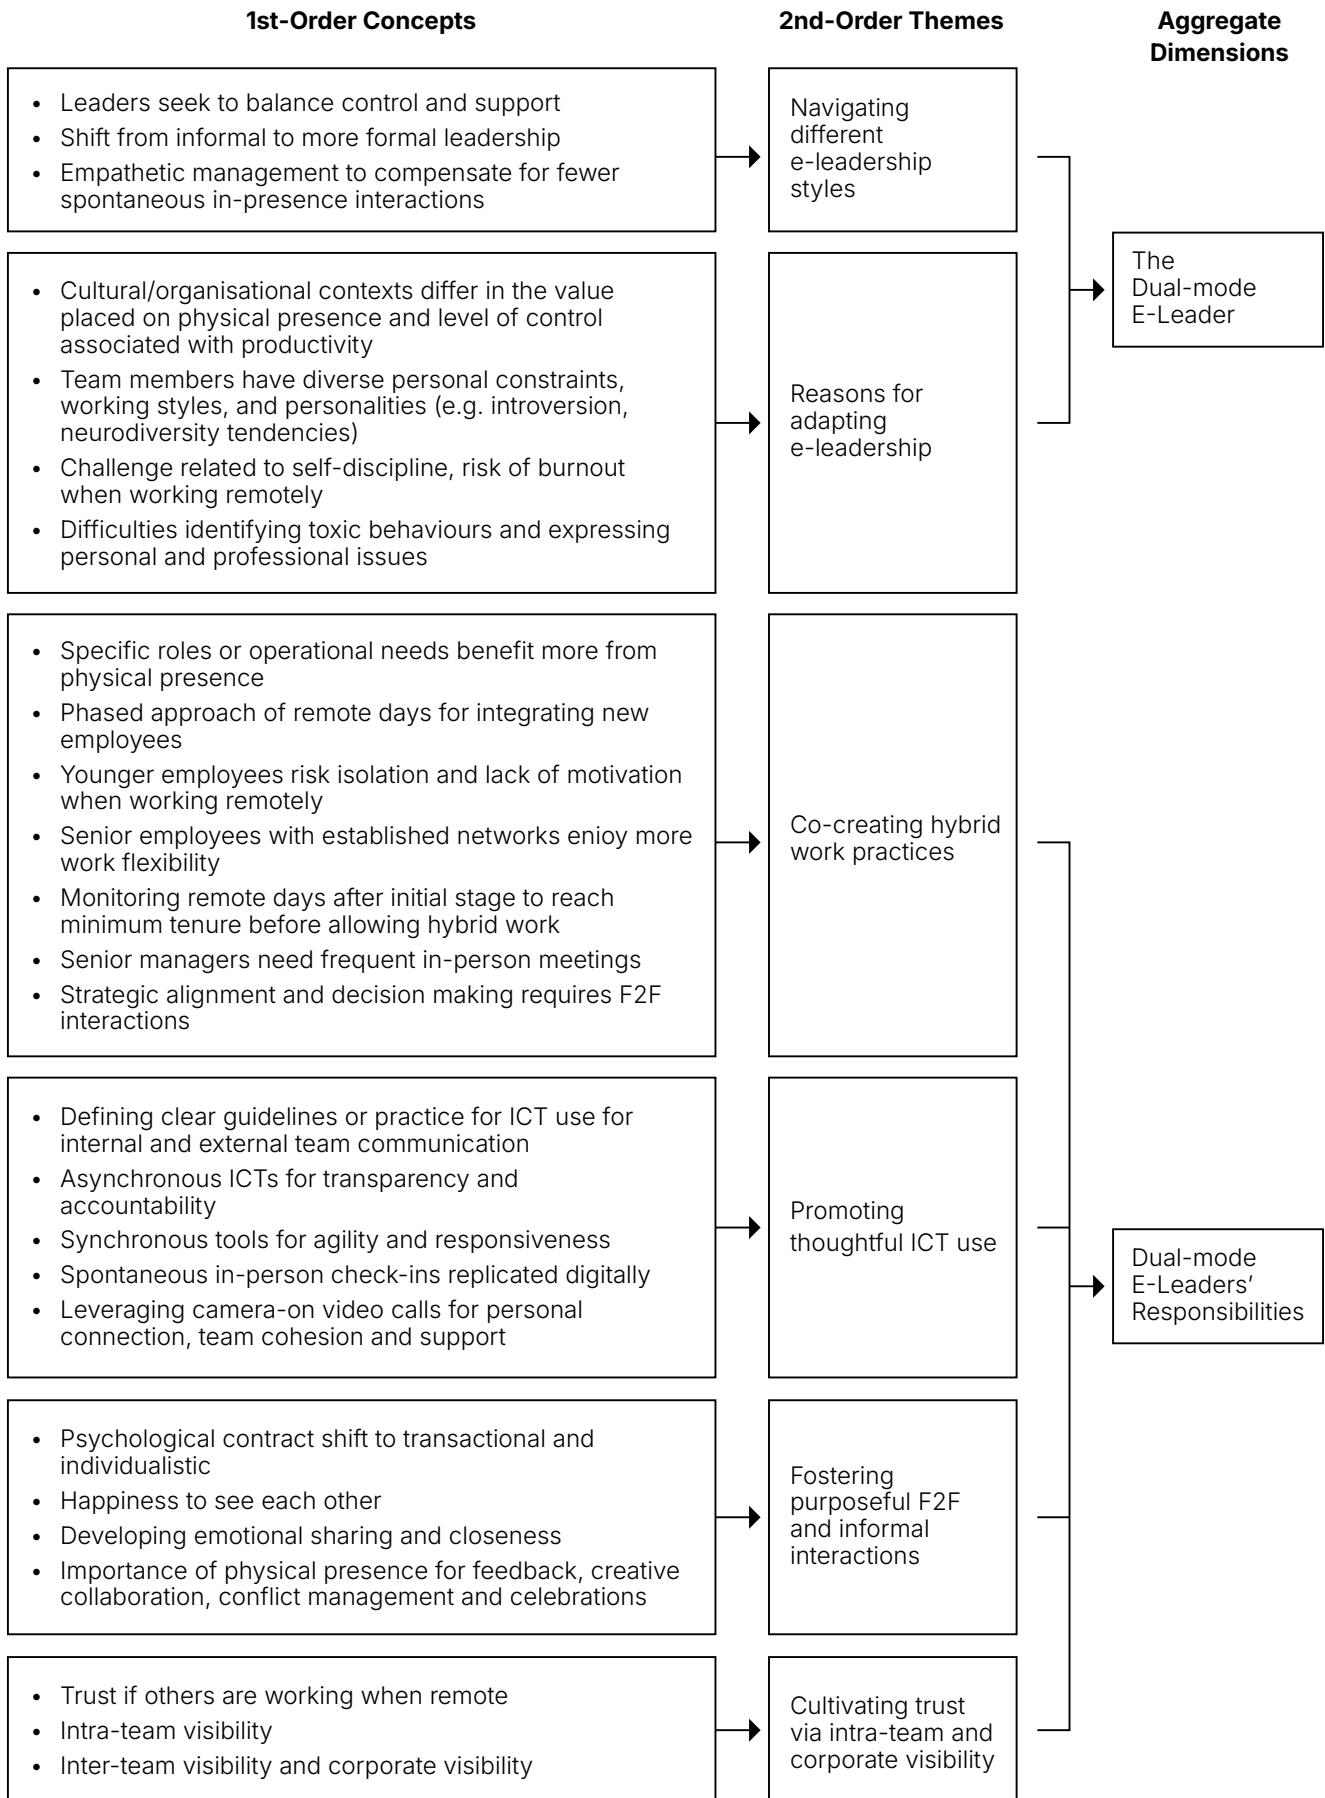 1st-Order Concepts
2nd-Order Themes
Aggregate
Dimensions
• Leaders seek to balance control and support
• Shift from informal to more formal leadership
• Empathetic management to compensate for fewer
spontaneous in-presence interactions
Navigating
different
e-leadership
styles
• Cultural/organisational contexts differ in the value
placed on physical presence and level of control
associated with productivity
• Team members have diverse personal constraints,
working styles, and personalities (e.g. introversion,
neurodiversity tendencies)
• Challenge related to self-discipline, risk of burnout
when working remotely
• Difficulties identifying toxic behaviours and expressing
personal and professional issues
Reasons for
adapting
e-leadership
The
Dual-mode
E-Leader
• Specific roles or operational needs benefit more from
physical presence
• Phased approach of remote days for integrating new
employees
• Younger employees risk isolation and lack of motivation
when working remotely
• Senior employees with established networks enjoy more
work flexibility
• Monitoring remote days after initial stage to reach
minimum tenure before allowing hybrid work
• Senior managers need frequent in-person meetings
• Strategic alignment and decision making requires F2F
interactions
Co-creating hybrid
work practices
• Defining clear guidelines or practice for ICT use for
internal and external team communication
• Asynchronous ICTs for transparency and
accountability
• Synchronous tools for agility and responsiveness
• Spontaneous in-person check-ins replicated digitally
• Leveraging camera-on video calls for personal
connection, team cohesion and support
Promoting
thoughtful ICT use
• Psychological contract shift to transactional and
individualistic
• Happiness to see each other
• Developing emotional sharing and closeness
• Importance of physical presence for feedback, creative
collaboration, conflict management and celebrations
Fostering
purposeful F2F
and informal
interactions
• Trust if others are working when remote
• Intra-team visibility
• Inter-team visibility and corporate visibility
Cultivating trust
via intra-team and
corporate visibility
Dual-mode
E-Leaders’
Responsibilities